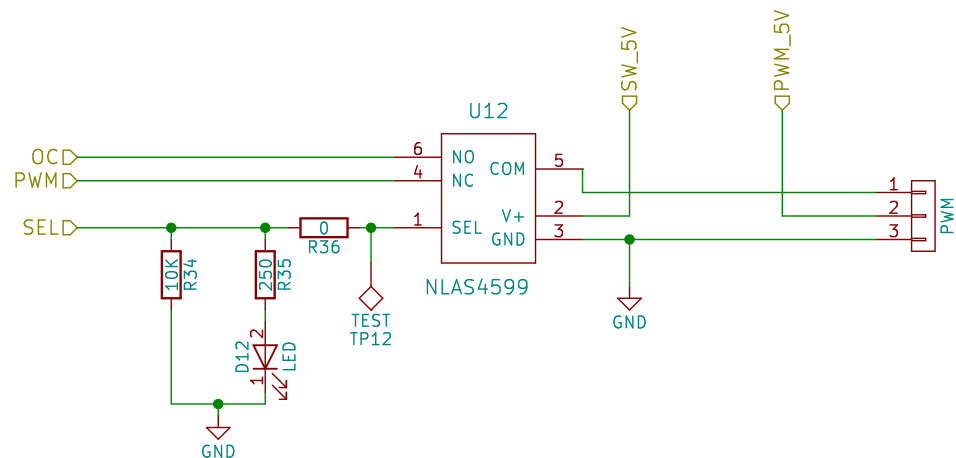 SW_5V
PWM_5V
U12
OC
6
NO
COM
5
PWM
4
NC
1
V+
2
2
SEL
0
1
SEL
GND
3
3
PWM
R36
10K
R34
250
R35
NLAS4599
TEST
TP12
GND
D12
2
1
LED
GND